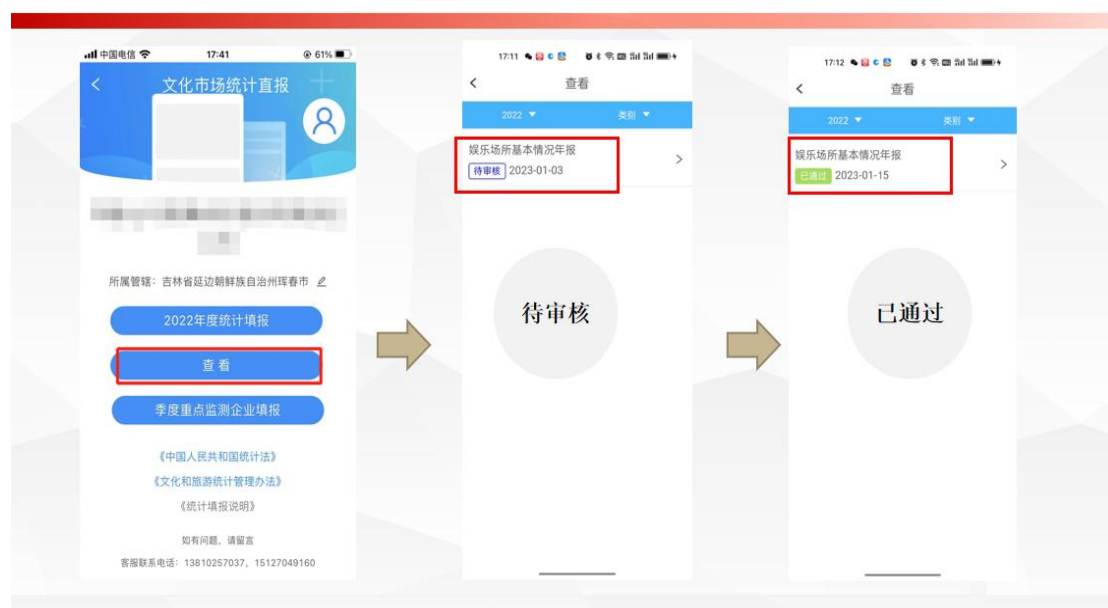 中国电信 17:41 61%
文化市场统计直报
所属管辖：吉林省延边朝鲜族自治州珲春市
2022年度统计填报
查看
季度重点监测企业填报
《中国人民共和国统计法》
《文化和旅游统计管理办法》
《统计填报说明》
如有问题，请留言
客服联系电话：13810257037，15127049160
17:11
查看
2022 类别
娱乐场所基本情况年报
待审核 2023-01-03
待审核
17:12
查看
2022 类别
娱乐场所基本情况年报
已通过 2023-01-15
已通过